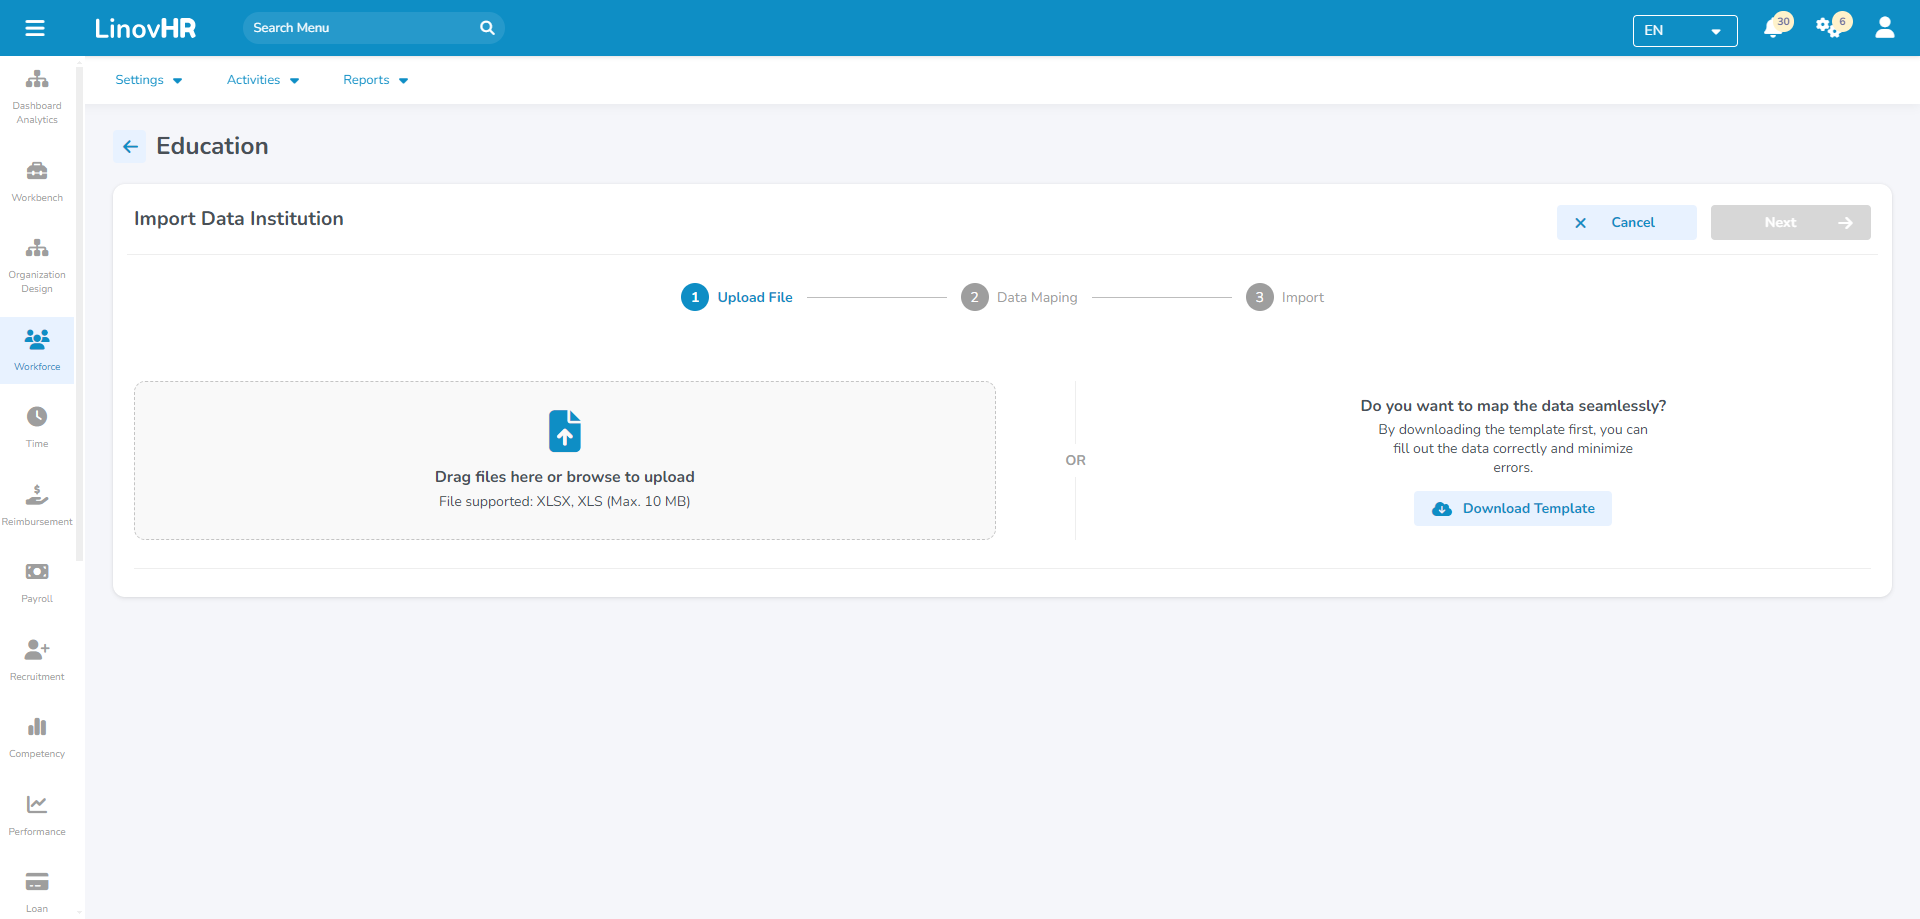 LinovHR
Search Menu
EN
30
6
Settings
Activities
Reports
Dashboard
Analytics
Workbench
Organization
Design
Workforce
Time
Reimbursement
Payroll
Recruitment
Competency
Performance
Loan
Education
Import Data Institution
Cancel
Next
1 Upload File
2 Data Maping
3 Import
Drag files here or browse to upload
File supported: XLSX, XLS (Max. 10 MB)
OR
Do you want to map the data seamlessly?
By downloading the template first, you can
fill out the data correctly and minimize
errors.
Download Template